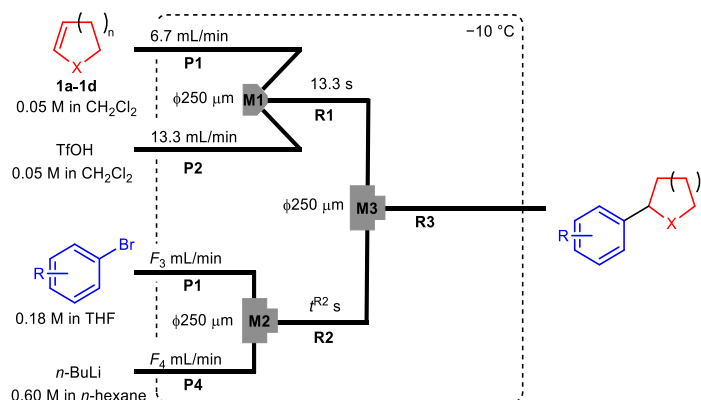 ( ) n
X
1a-1d
0.05 M in CH₂Cl₂
6.7 mL/min
P1
−10 °C
ϕ250 μm
M1
13.3 s
R1
TfOH
0.05 M in CH₂Cl₂
13.3 mL/min
P2
ϕ250 μm
M3
R3
R
X
( )
R
Br
0.18 M in THF
F₃ mL/min
P1
ϕ250 μm
M2
tᴿ² s
R2
n-BuLi
0.60 M in n-hexane
F₄ mL/min
P4